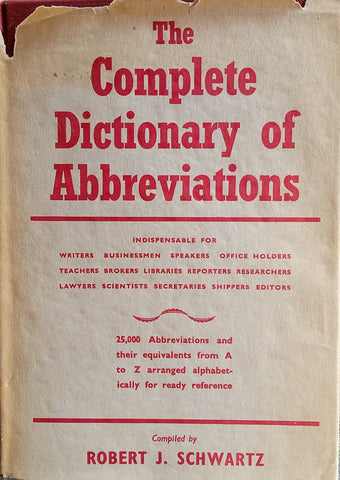 The
Complete
Dictionary of
Abbreviations
INDISPENSABLE FOR
WRITERS BUSINESSMEN SPEAKERS OFFICE HOLDERS
TEACHERS BROKERS LIBRARIES REPORTERS RESEARCHERS
LAWYERS SCIENTISTS SECRETARIES SHIPPERS EDITORS
25,000 Abbreviations and
their equivalents from A
to Z arranged alphabet-
ically for ready reference
Compiled by
ROBERT J. SCHWARTZ